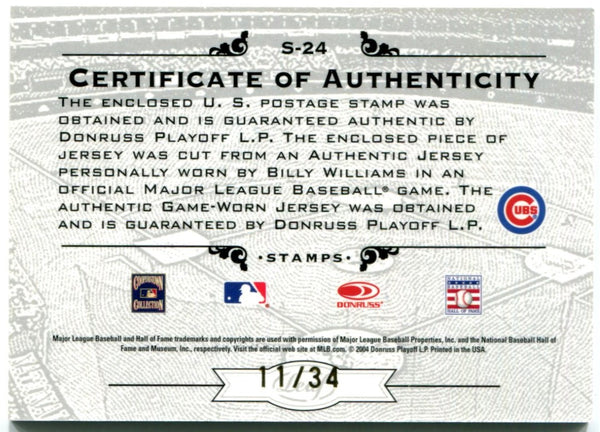 S-24
CERTIFICATE OF AUTHENTICITY
THE ENCLOSED U. S. POSTAGE STAMP WAS
OBTAINED AND IS GUARANTEED AUTHENTIC BY
DONRUSS PLAYOFF L.P. THE ENCLOSED PIECE OF
JERSEY WAS CUT FROM AN AUTHENTIC JERSEY
PERSONALLY WORN BY BILLY WILLIAMS IN AN
OFFICIAL MAJOR LEAGUE BASEBALL® GAME. THE
AUTHENTIC GAME-WORN JERSEY WAS OBTAINED
AND IS GUARANTEED BY DONRUSS PLAYOFF L.P.
CUBS
·STAMPS·
COOPERSTOWN
COLLECTION
DONRUSS
NATIONAL
BASEBALL
HALL OF FAME
Major League Baseball and Hall of Fame trademarks and copyrights are used with permission of Major League Baseball Properties, Inc. and the National Baseball Hall of
Fame and Museum, Inc., respectively. Visit the official web site at MLB.com. © 2004 Donruss Playoff L.P. Printed in the USA.
11/34